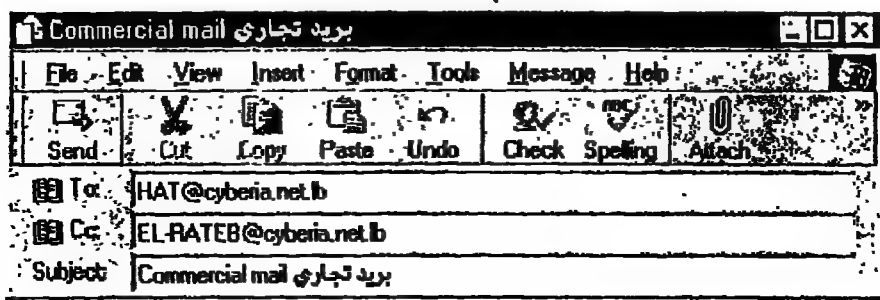 Commercial mail بريد تجاري
File Edit View Insert Format Tools Message Help
Send Cut Copy Paste Undo Check Spelling Attach »
To: HAT@cyberia.net.lb
Cc: EL-RATEB@cyberia.net.lb
Subject: Commercial mail بريد تجاري